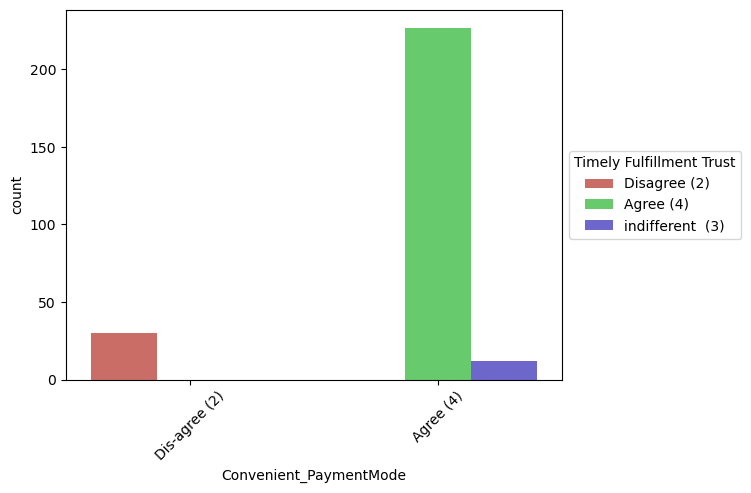 count
200
150
100
50
0
Dis-agree (2)
Agree (4)
Convenient_PaymentMode
Timely Fulfillment Trust
Disagree (2)
Agree (4)
indifferent  (3)